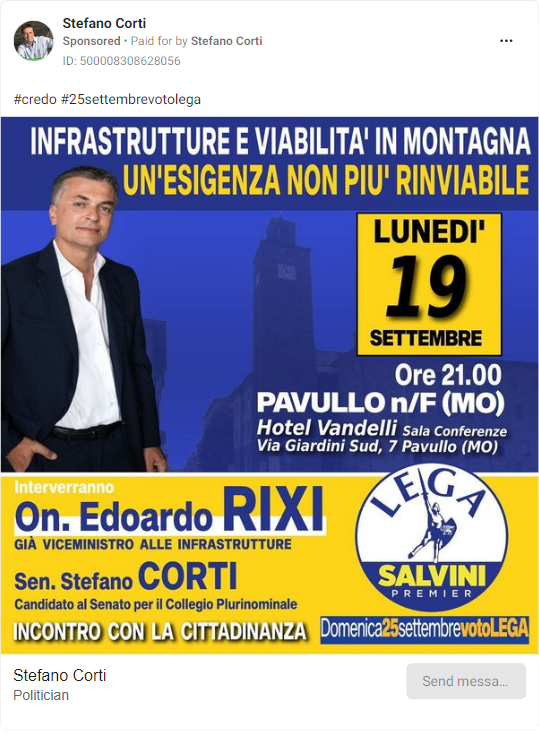 Stefano Corti
Sponsored • Paid for by Stefano Corti
ID: 500008308628056
#credo #25settembrevotolega
INFRASTRUTTURE E VIABILITA' IN MONTAGNA
UN'ESIGENZA NON PIU' RINVIABILE
LUNEDI'
19
SETTEMBRE
Ore 21.00
PAVULLO n/F (MO)
Hotel Vandelli Sala Conferenze
Via Giardini Sud, 7 Pavullo (MO)
Interverranno
On. Edoardo RIXI
GIÀ VICEMINISTRO ALLE INFRASTRUTTURE
Sen. Stefano CORTI
Candidato al Senato per il Collegio Plurinominale
INCONTRO CON LA CITTADINANZA
LEGA
SALVINI
PREMIER
Domenica25settembrevotoLEGA
Stefano Corti
Politician
Send messa...